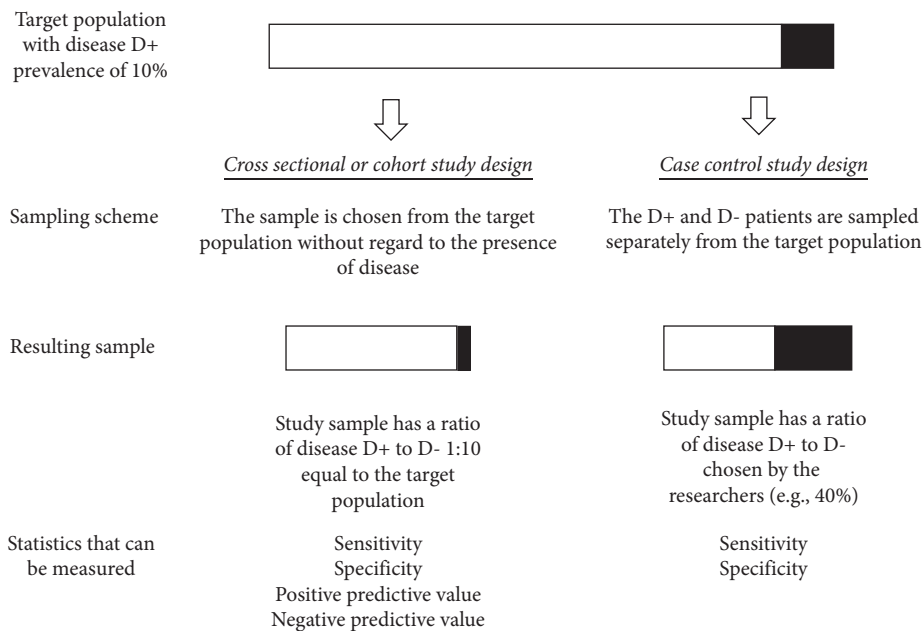 Target population
with disease D+
prevalence of 10%
Cross sectional or cohort study design
Case control study design
Sampling scheme
The sample is chosen from the target
population without regard to the presence
of disease
The D+ and D- patients are sampled
separately from the target population
Resulting sample
Study sample has a ratio
of disease D+ to D- 1:10
equal to the target
population
Study sample has a ratio
of disease D+ to D-
chosen by the
researchers (e.g., 40%)
Statistics that can
be measured
Sensitivity
Specificity
Positive predictive value
Negative predictive value
Sensitivity
Specificity